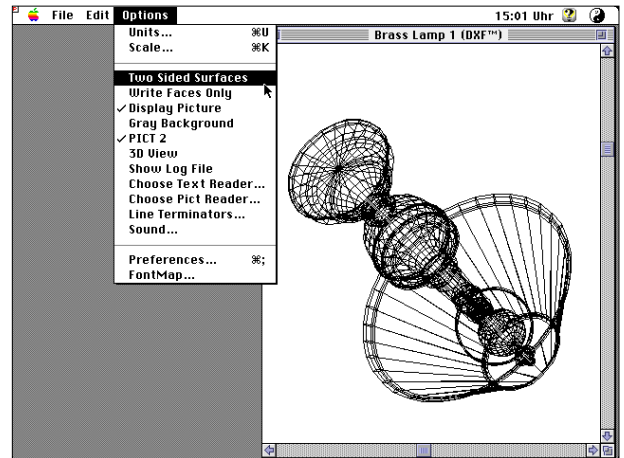 File Edit Options 15:01 Uhr
Brass Lamp 1 (DXF™)
Units... ⌘U
Scale... ⌘K
Two Sided Surfaces
Write Faces Only
✓Display Picture
Gray Background
✓PICT 2
3D View
Show Log File
Choose Text Reader...
Choose Pict Reader...
Line Terminators...
Sound...
Preferences... ⌘;
FontMap...